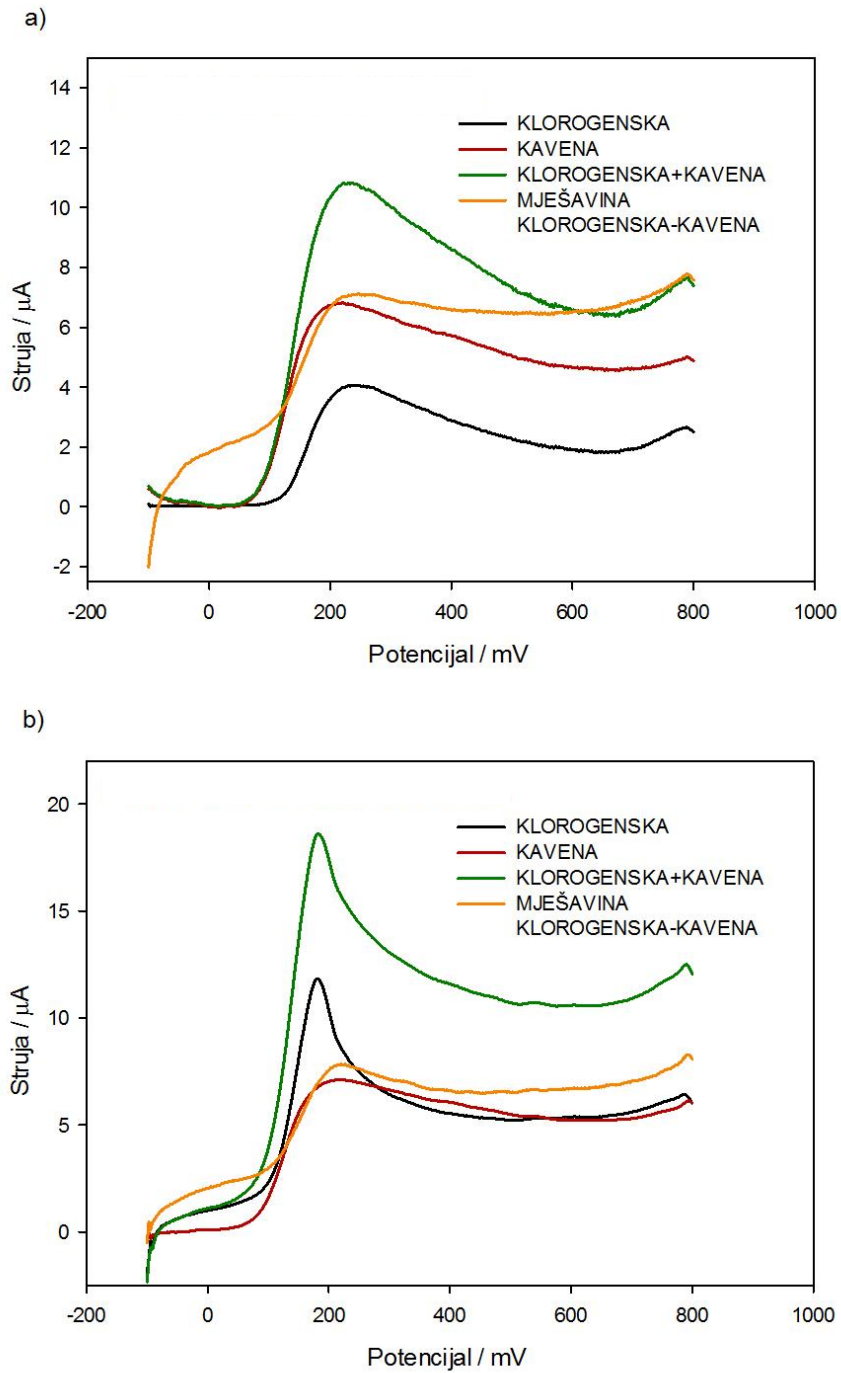 a)
14
12
10
8
6
4
2
0
-2
Struja / µA
KLOROGENSKA
KAVENA
KLOROGENSKA+KAVENA
MJEŠAVINA
KLOROGENSKA-KAVENA
-200 0 200 400 600 800 1000
Potencijal / mV
b)
20
15
10
5
0
Struja / µA
KLOROGENSKA
KAVENA
KLOROGENSKA+KAVENA
MJEŠAVINA
KLOROGENSKA-KAVENA
-200 0 200 400 600 800 1000
Potencijal / mV